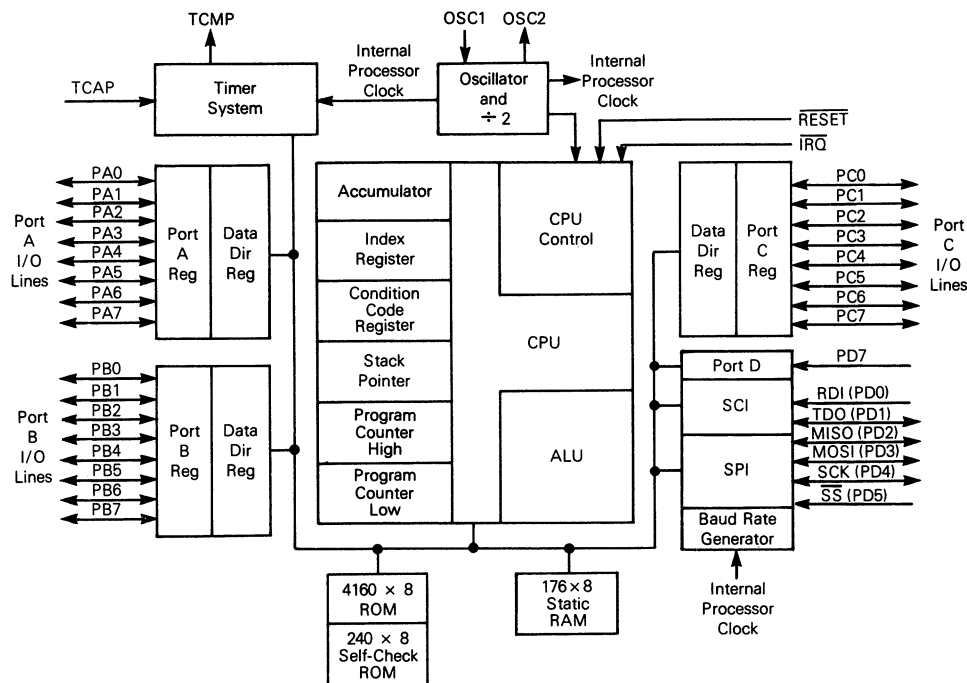 TCMP
OSC1
OSC2
TCAP
Timer
System
Internal
Processor
Clock
Oscillator
and
÷ 2
Internal
Processor
Clock
RESET
IRQ
Port
A
I/O
Lines
PA0
PA1
PA2
PA3
PA4
PA5
PA6
PA7
Port
A
Reg
Data
Dir
Reg
Port
B
I/O
Lines
PB0
PB1
PB2
PB3
PB4
PB5
PB6
PB7
Port
B
Reg
Data
Dir
Reg
Accumulator
Index
Register
Condition
Code
Register
Stack
Pointer
Program
Counter
High
Program
Counter
Low
CPU
Control
CPU
ALU
Data
Dir
Reg
Port
C
Reg
PC0
PC1
PC2
PC3
PC4
PC5
PC6
PC7
Port
C
I/O
Lines
Port D
SCI
SPI
Baud Rate
Generator
PD7
RDI (PD0)
TDO (PD1)
MISO (PD2)
MOSI (PD3)
SCK (PD4)
SS (PD5)
Internal
Processor
Clock
4160 × 8
ROM
240 × 8
Self-Check
ROM
176×8
Static
RAM